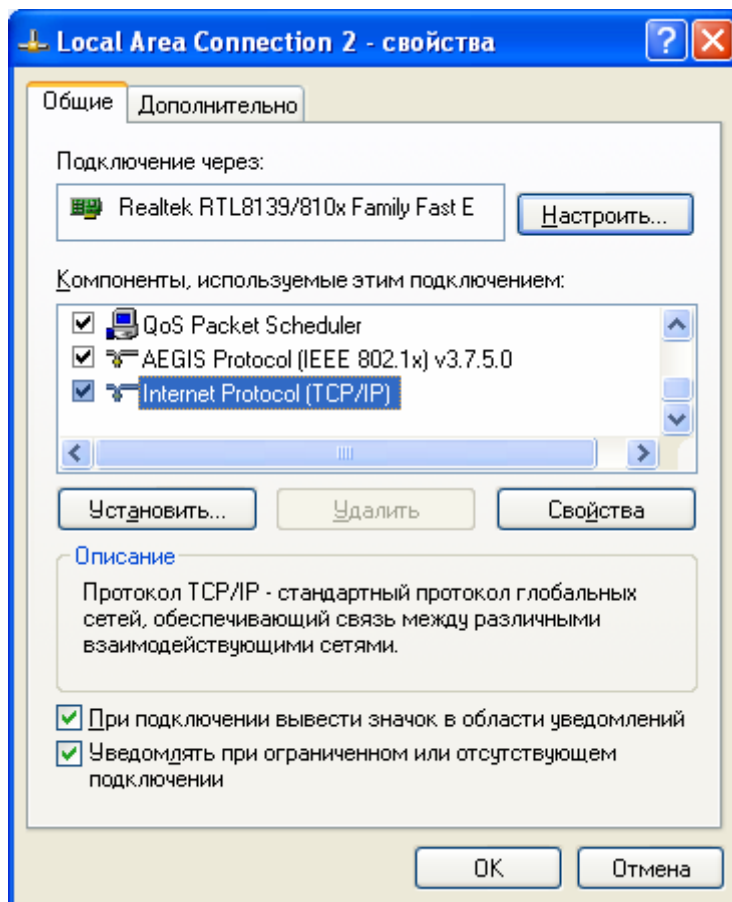 Local Area Connection 2 - свойства
Общие
Дополнительно
Подключение через:
Realtek RTL8139/810x Family Fast E
Настроить...
Компоненты, используемые этим подключением:
QoS Packet Scheduler
AEGIS Protocol (IEEE 802.1x) v3.7.5.0
Internet Protocol (TCP/IP)
Установить...
Удалить
Свойства
Описание
Протокол TCP/IP - стандартный протокол глобальных
сетей, обеспечивающий связь между различными
взаимодействующими сетями.
При подключении вывести значок в области уведомлений
Уведомлять при ограниченном или отсутствующем
подключении
OK
Отмена